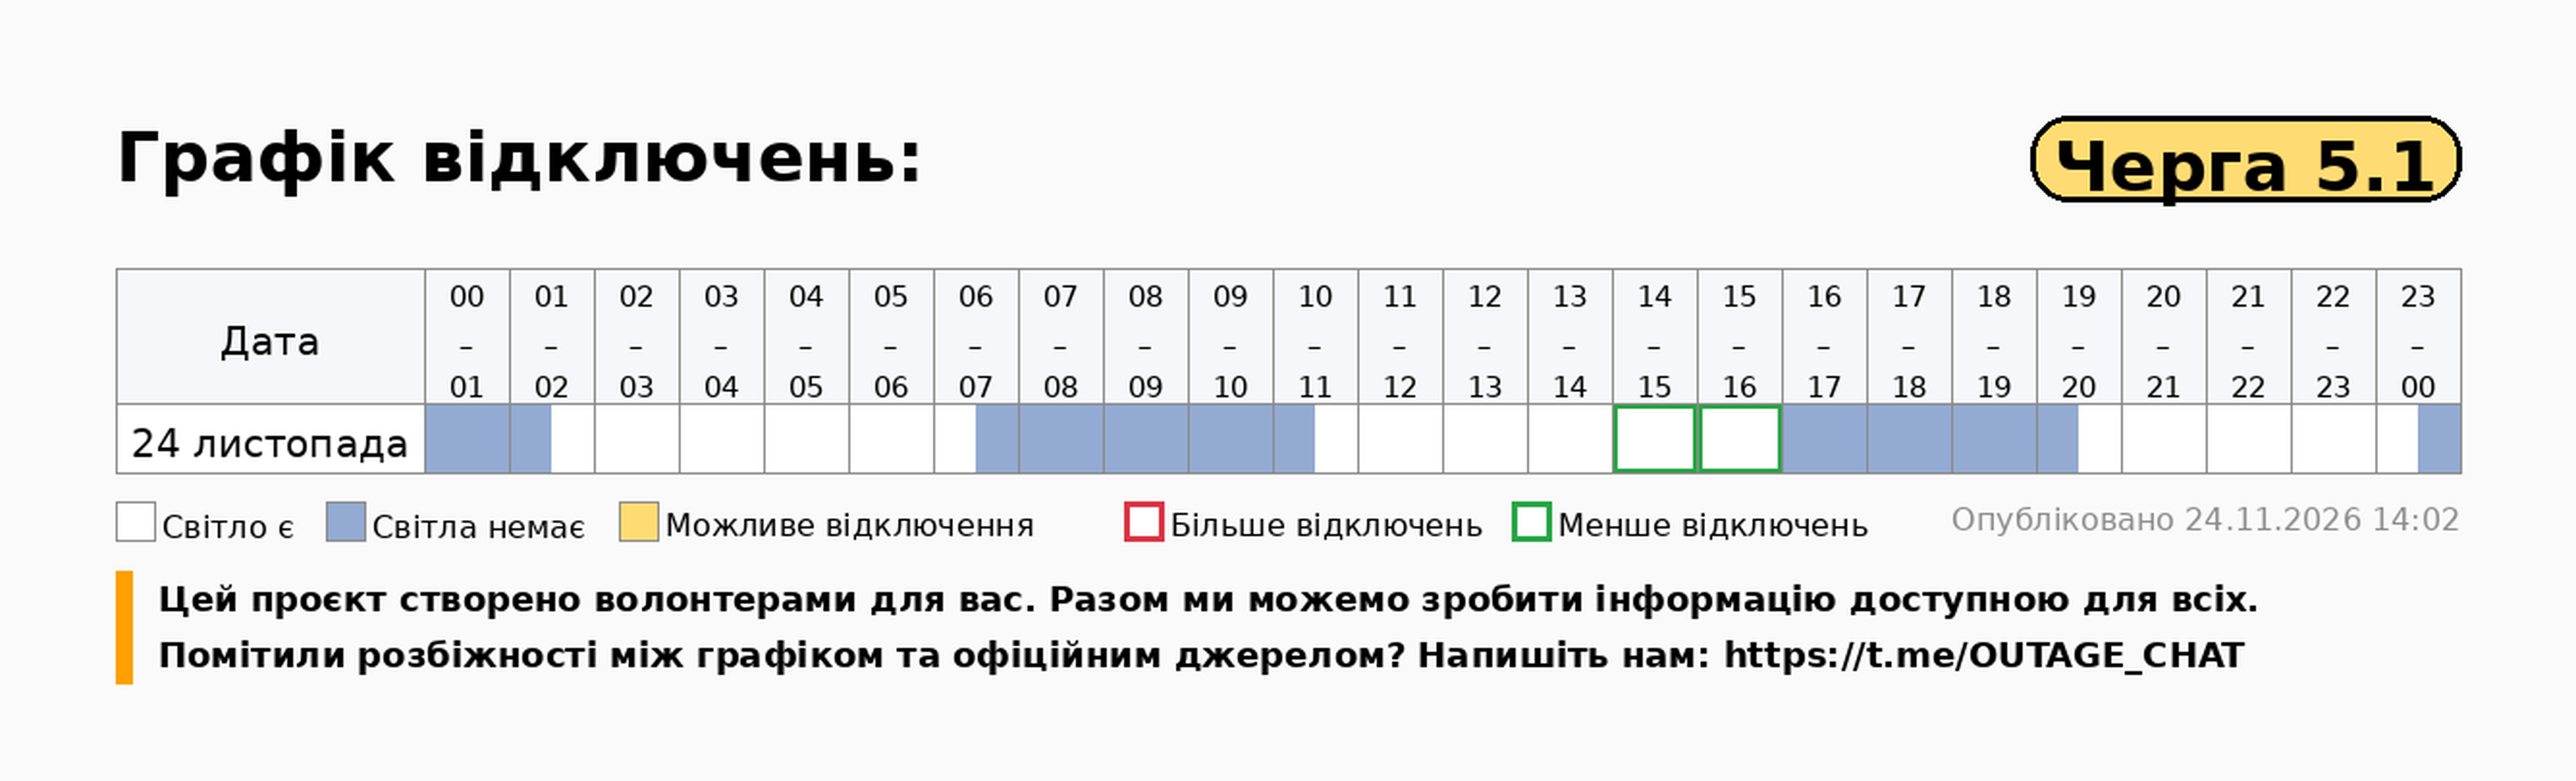 Графік відключень:
Черга 5.1
Дата
00 – 01
01 – 02
02 – 03
03 – 04
04 – 05
05 – 06
06 – 07
07 – 08
08 – 09
09 – 10
10 – 11
11 – 12
12 – 13
13 – 14
14 – 15
15 – 16
16 – 17
17 – 18
18 – 19
19 – 20
20 – 21
21 – 22
22 – 23
23 – 00
24 листопада
Світло є
Світла немає
Можливе відключення
Більше відключень
Менше відключень
Опубліковано 24.11.2026 14:02
Цей проєкт створено волонтерами для вас. Разом ми можемо зробити інформацію доступною для всіх.
Помітили розбіжності між графіком та офіційним джерелом? Напишіть нам: https://t.me/OUTAGE_CHAT